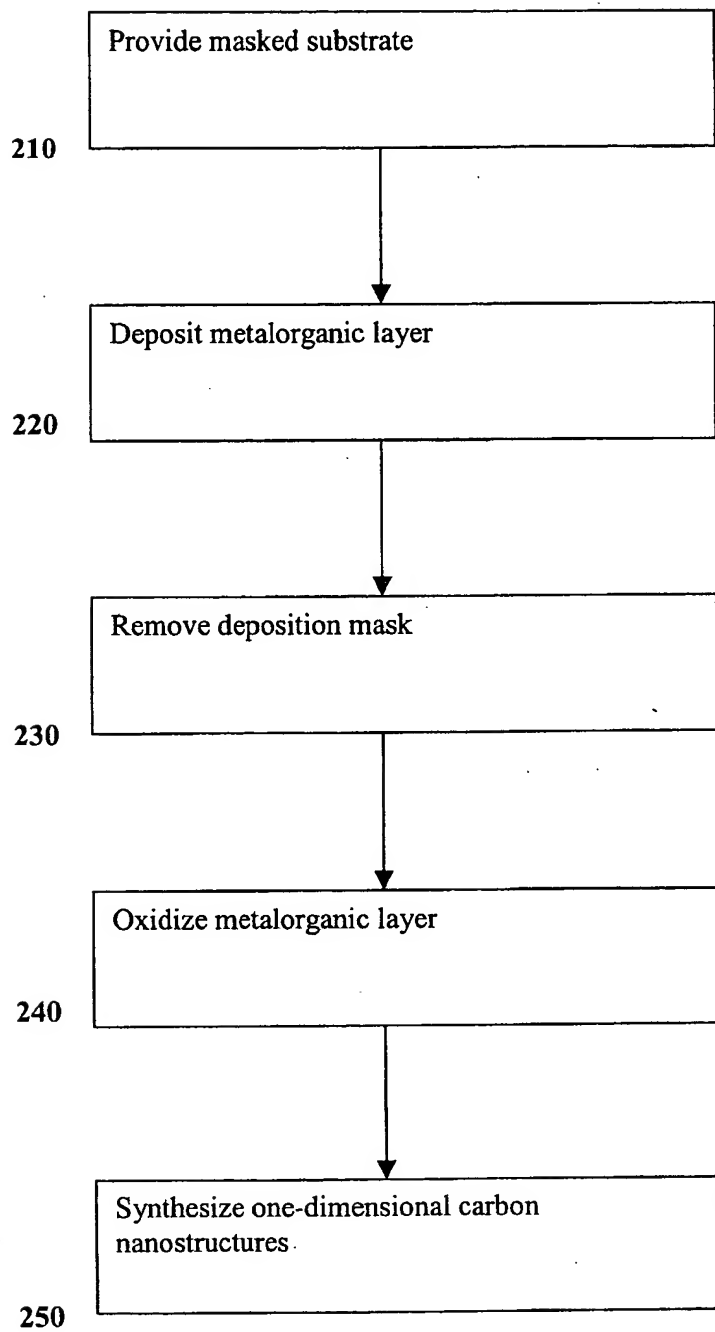 Provide masked substrate
210
Deposit metalorganic layer
220
Remove deposition mask
230
Oxidize metalorganic layer
240
Synthesize one-dimensional carbon
nanostructures
250